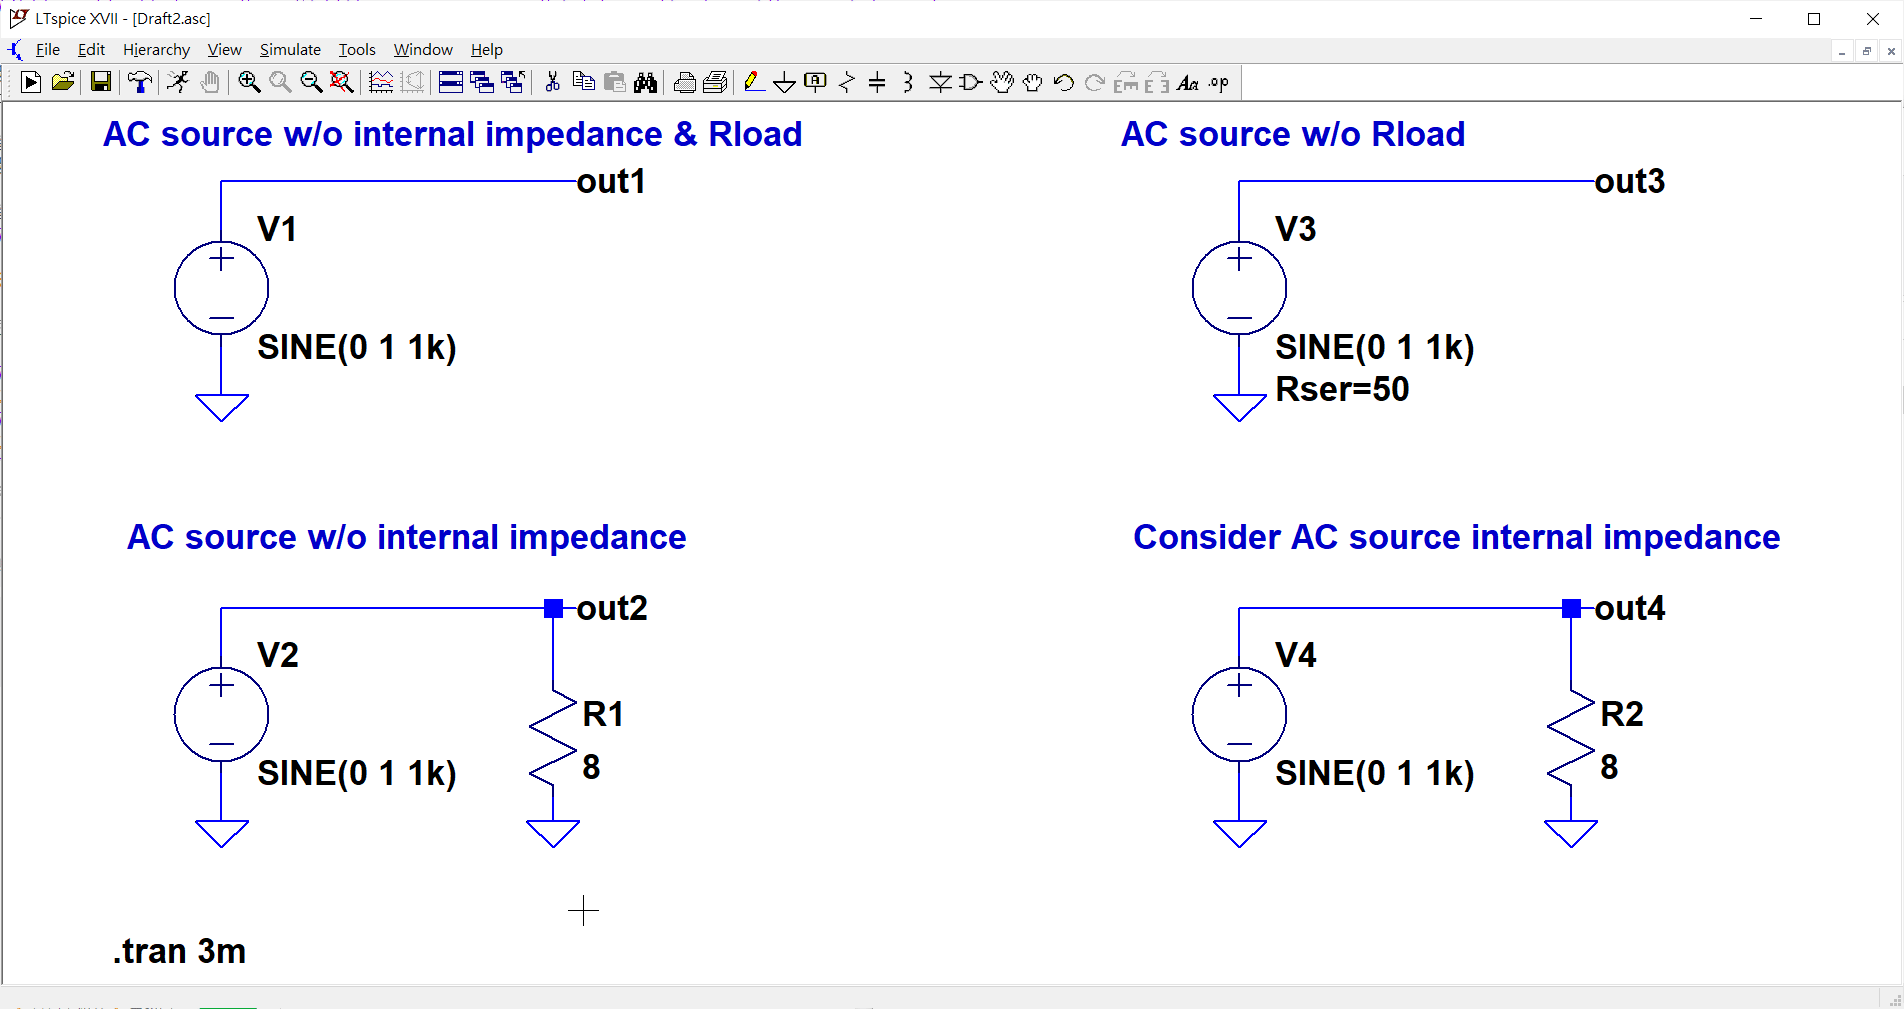 LTspice XVII - [Draft2.asc]
File Edit Hierarchy View Simulate Tools Window Help
AC source w/o internal impedance & Rload
out1
V1
SINE(0 1 1k)
AC source w/o Rload
out3
V3
SINE(0 1 1k)
Rser=50
AC source w/o internal impedance
out2
V2
R1
8
SINE(0 1 1k)
Consider AC source internal impedance
out4
V4
R2
8
SINE(0 1 1k)
.tran 3m